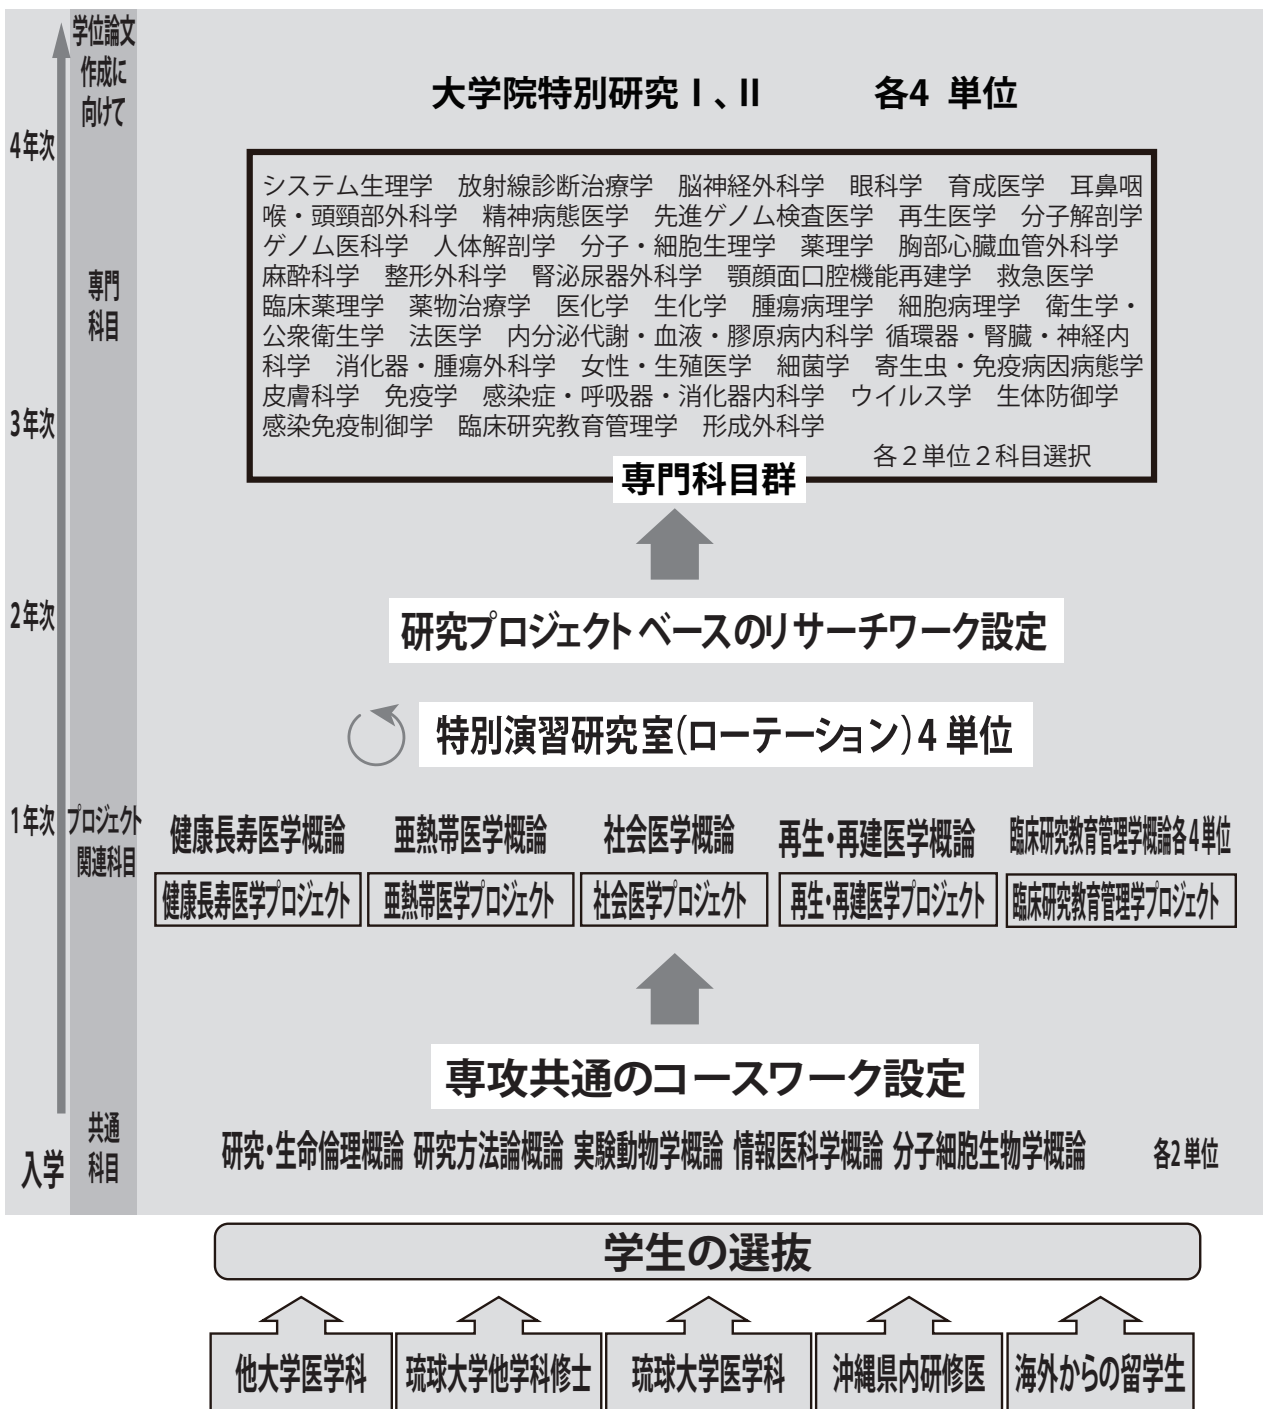 学位論文
作成に
向けて
大学院特別研究Ⅰ、Ⅱ 各4 単位
4年次
システム生理学 放射線診断治療学 脳神経外科学 眼科学 育成医学 耳鼻咽
喉・頭頸部外科学 精神病態医学 先進ゲノム検査医学 再生医学 分子解剖学
ゲノム医科学 人体解剖学 分子・細胞生理学 薬理学 胸部心臓血管外科学
麻酔科学 整形外科学 腎泌尿器外科学 顎顔面口腔機能再建学 救急医学
臨床薬理学 薬物治療学 医化学 生化学 腫瘍病理学 細胞病理学 衛生学・
公衆衛生学 法医学 内分泌代謝・血液・膠原病内科学 循環器・腎臓・神経内
科学 消化器・腫瘍外科学 女性・生殖医学 細菌学 寄生虫・免疫病因病態学
皮膚科学 免疫学 感染症・呼吸器・消化器内科学 ウイルス学 生体防御学
感染免疫制御学 臨床研究教育管理学 形成外科学
各２単位２科目選択
専門
科目
3年次
専門科目群
2年次
研究プロジェクトベースのリサーチワーク設定
特別演習研究室(ローテーション)4 単位
1年次
プロジェクト
関連科目
健康長寿医学概論 亜熱帯医学概論 社会医学概論 再生・再建医学概論 臨床研究教育管理学概論各4単位
健康長寿医学プロジェクト 亜熱帯医学プロジェクト 社会医学プロジェクト 再生・再建医学プロジェクト 臨床研究教育管理学プロジェクト
専攻共通のコースワーク設定
共通
科目
入学
研究・生命倫理概論 研究方法論概論 実験動物学概論 情報医科学概論 分子細胞生物学概論 各2単位
学生の選抜
他大学医学科 琉球大学他学科修士 琉球大学医学科 沖縄県内研修医 海外からの留学生